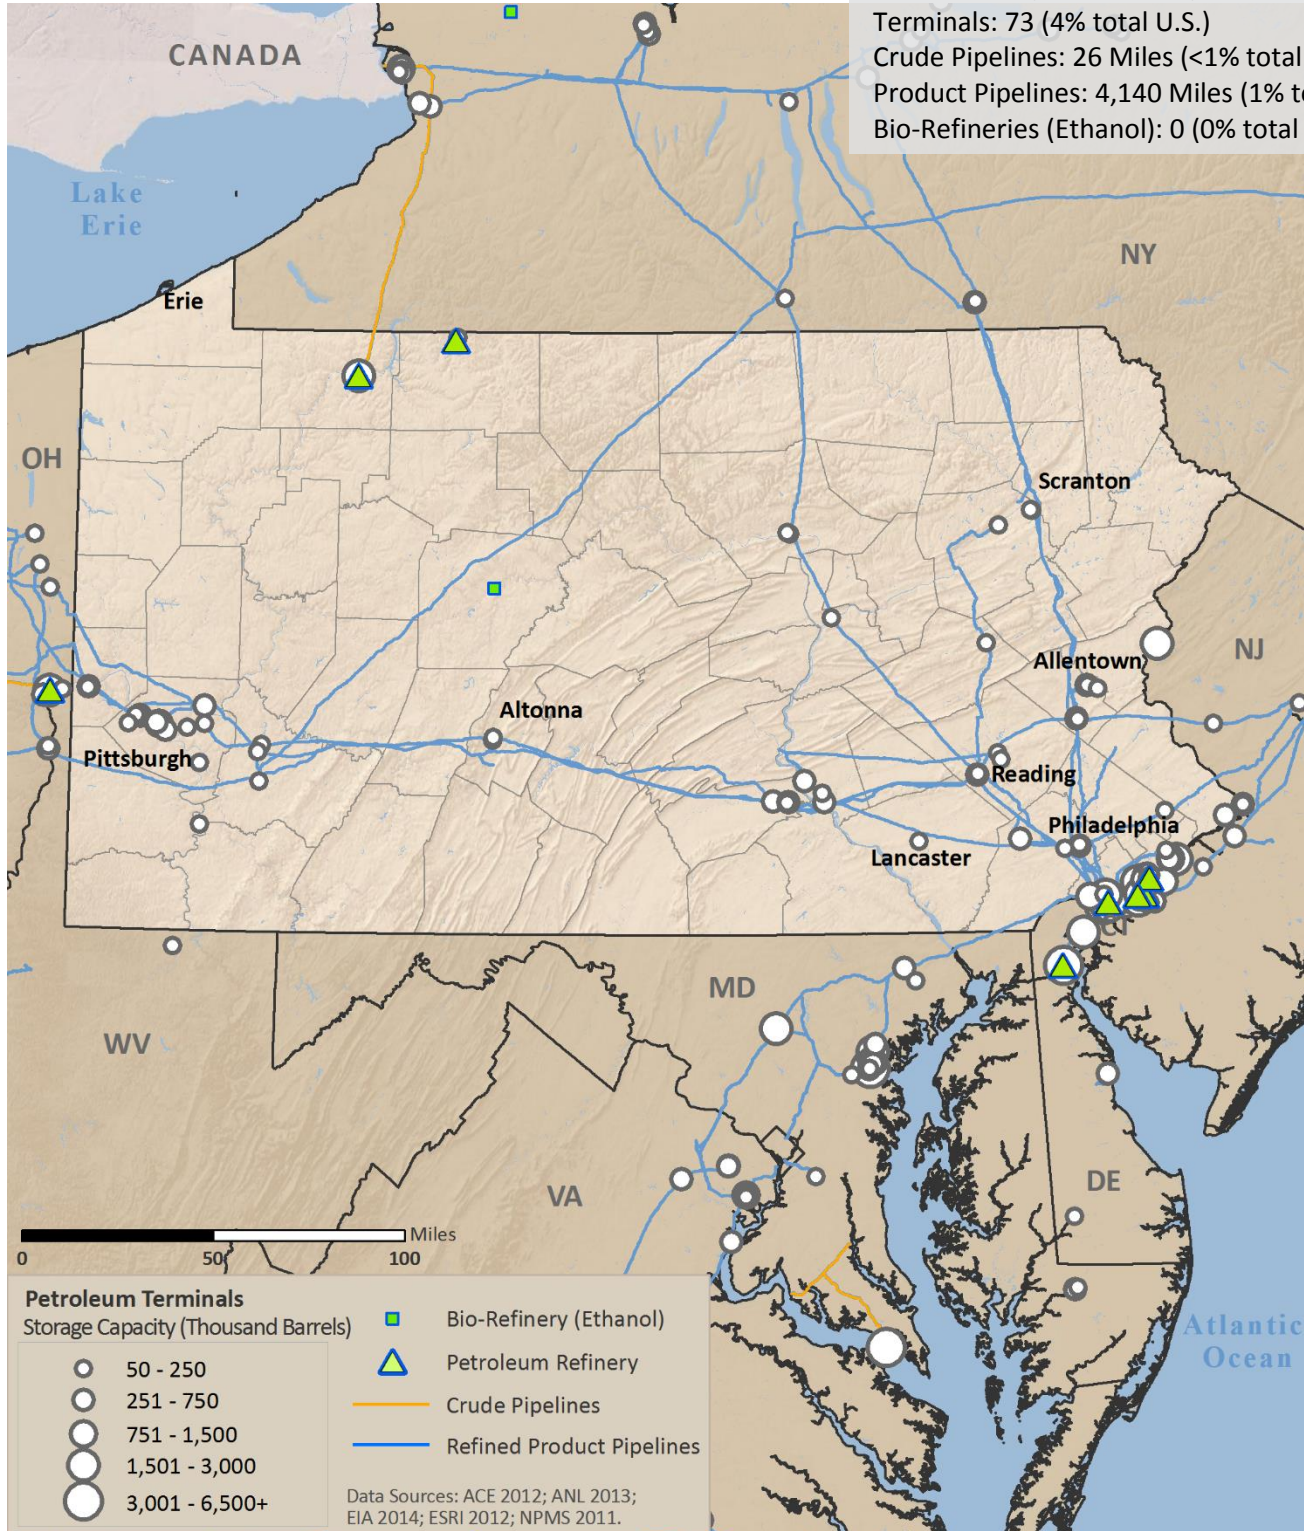 Terminals: 73 (4% total U.S.)
Crude Pipelines: 26 Miles (<1% total
Product Pipelines: 4,140 Miles (1% to
Bio-Refineries (Ethanol): 0 (0% total
CANADA
Lake
Erie
NY
Erie
OH
Scranton
Allentown
NJ
Altonna
Pittsburgh
Reading
Philadelphia
Lancaster
MD
WV
VA
DE
Miles
0 50 100
Atlantic
Ocean
Petroleum Terminals
Storage Capacity (Thousand Barrels)
50 - 250
251 - 750
751 - 1,500
1,501 - 3,000
3,001 - 6,500+
Bio-Refinery (Ethanol)
Petroleum Refinery
Crude Pipelines
Refined Product Pipelines
Data Sources: ACE 2012; ANL 2013;
EIA 2014; ESRI 2012; NPMS 2011.